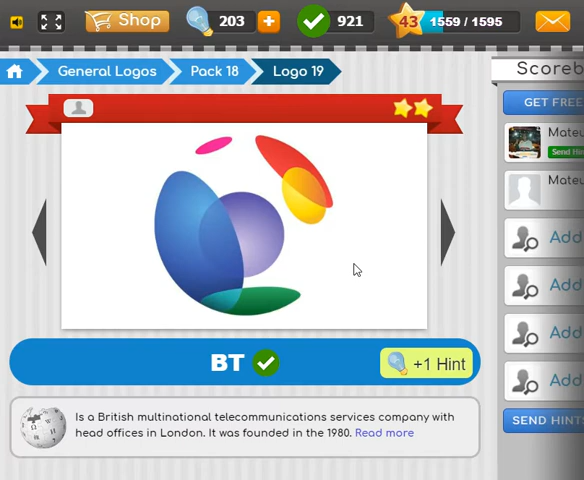 Shop 203 921 43 1559 / 1595
General Logos Pack 18 Logo 19
Scoreb
GET FREE
Mateu
Send Hin
Mateu
Add
Add
Add
Add
SEND HINTS
BT +1 Hint
Is a British multinational telecommunications services company with
head offices in London. It was founded in the 1980. Read more